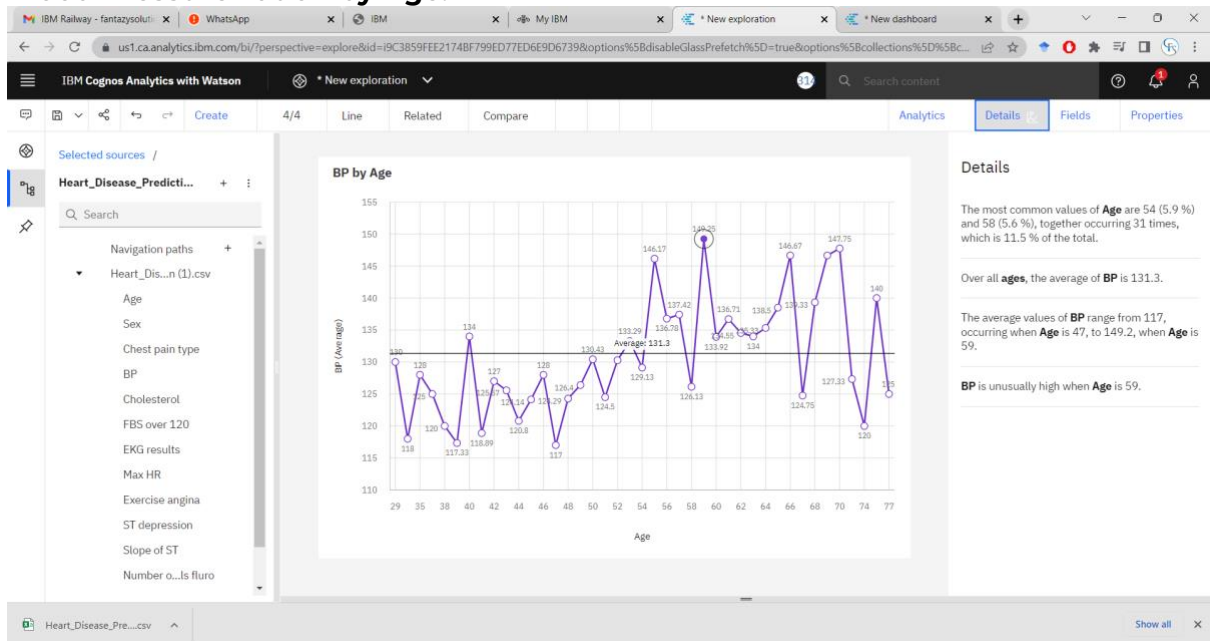 IBM Railway - fantazysoluti
WhatsApp
IBM
My IBM
* New exploration
* New dashboard
us1.ca.analytics.ibm.com/bi/?perspective=explore&id=i9C3859FEE2174BF799ED77ED6E9D6739&options%5BdisableGlassPrefetch%5D=true&options%5Bcollections%5D%5Bc...
IBM Cognos Analytics with Watson
* New exploration
Search content
Create
4/4
Line
Related
Compare
Analytics
Details
Fields
Properties
Selected sources /
Heart_Disease_Predicti...
Search
Navigation paths
Heart_Dis...n (1).csv
Age
Sex
Chest pain type
BP
Cholesterol
FBS over 120
EKG results
Max HR
Exercise angina
ST depression
Slope of ST
Number o...ls fluro
BP by Age
155
150
145
140
135
130
125
120
115
110
BP (Average)
130
118
128
125
120
117.33
134
118.89
127
125.67
124.14
120.8
124.29
128
117
126.4
130.43
124.5
133.29
Average: 131.3
129.13
146.17
136.78
137.42
126.13
149.25
133.92
136.71
134
138.5
146.67
124.75
139.33
147.75
127.33
120
140
125
29 35 38 40 42 44 46 48 50 52 54 56 58 60 62 64 66 68 70 74 77
Age
Details
The most common values of Age are 54 (5.9 %)
and 58 (5.6 %), together occurring 31 times,
which is 11.5 % of the total.
Over all ages, the average of BP is 131.3.
The average values of BP range from 117,
occurring when Age is 47, to 149.2, when Age is
59.
BP is unusually high when Age is 59.
Heart_Disease_Pre....csv
Show all